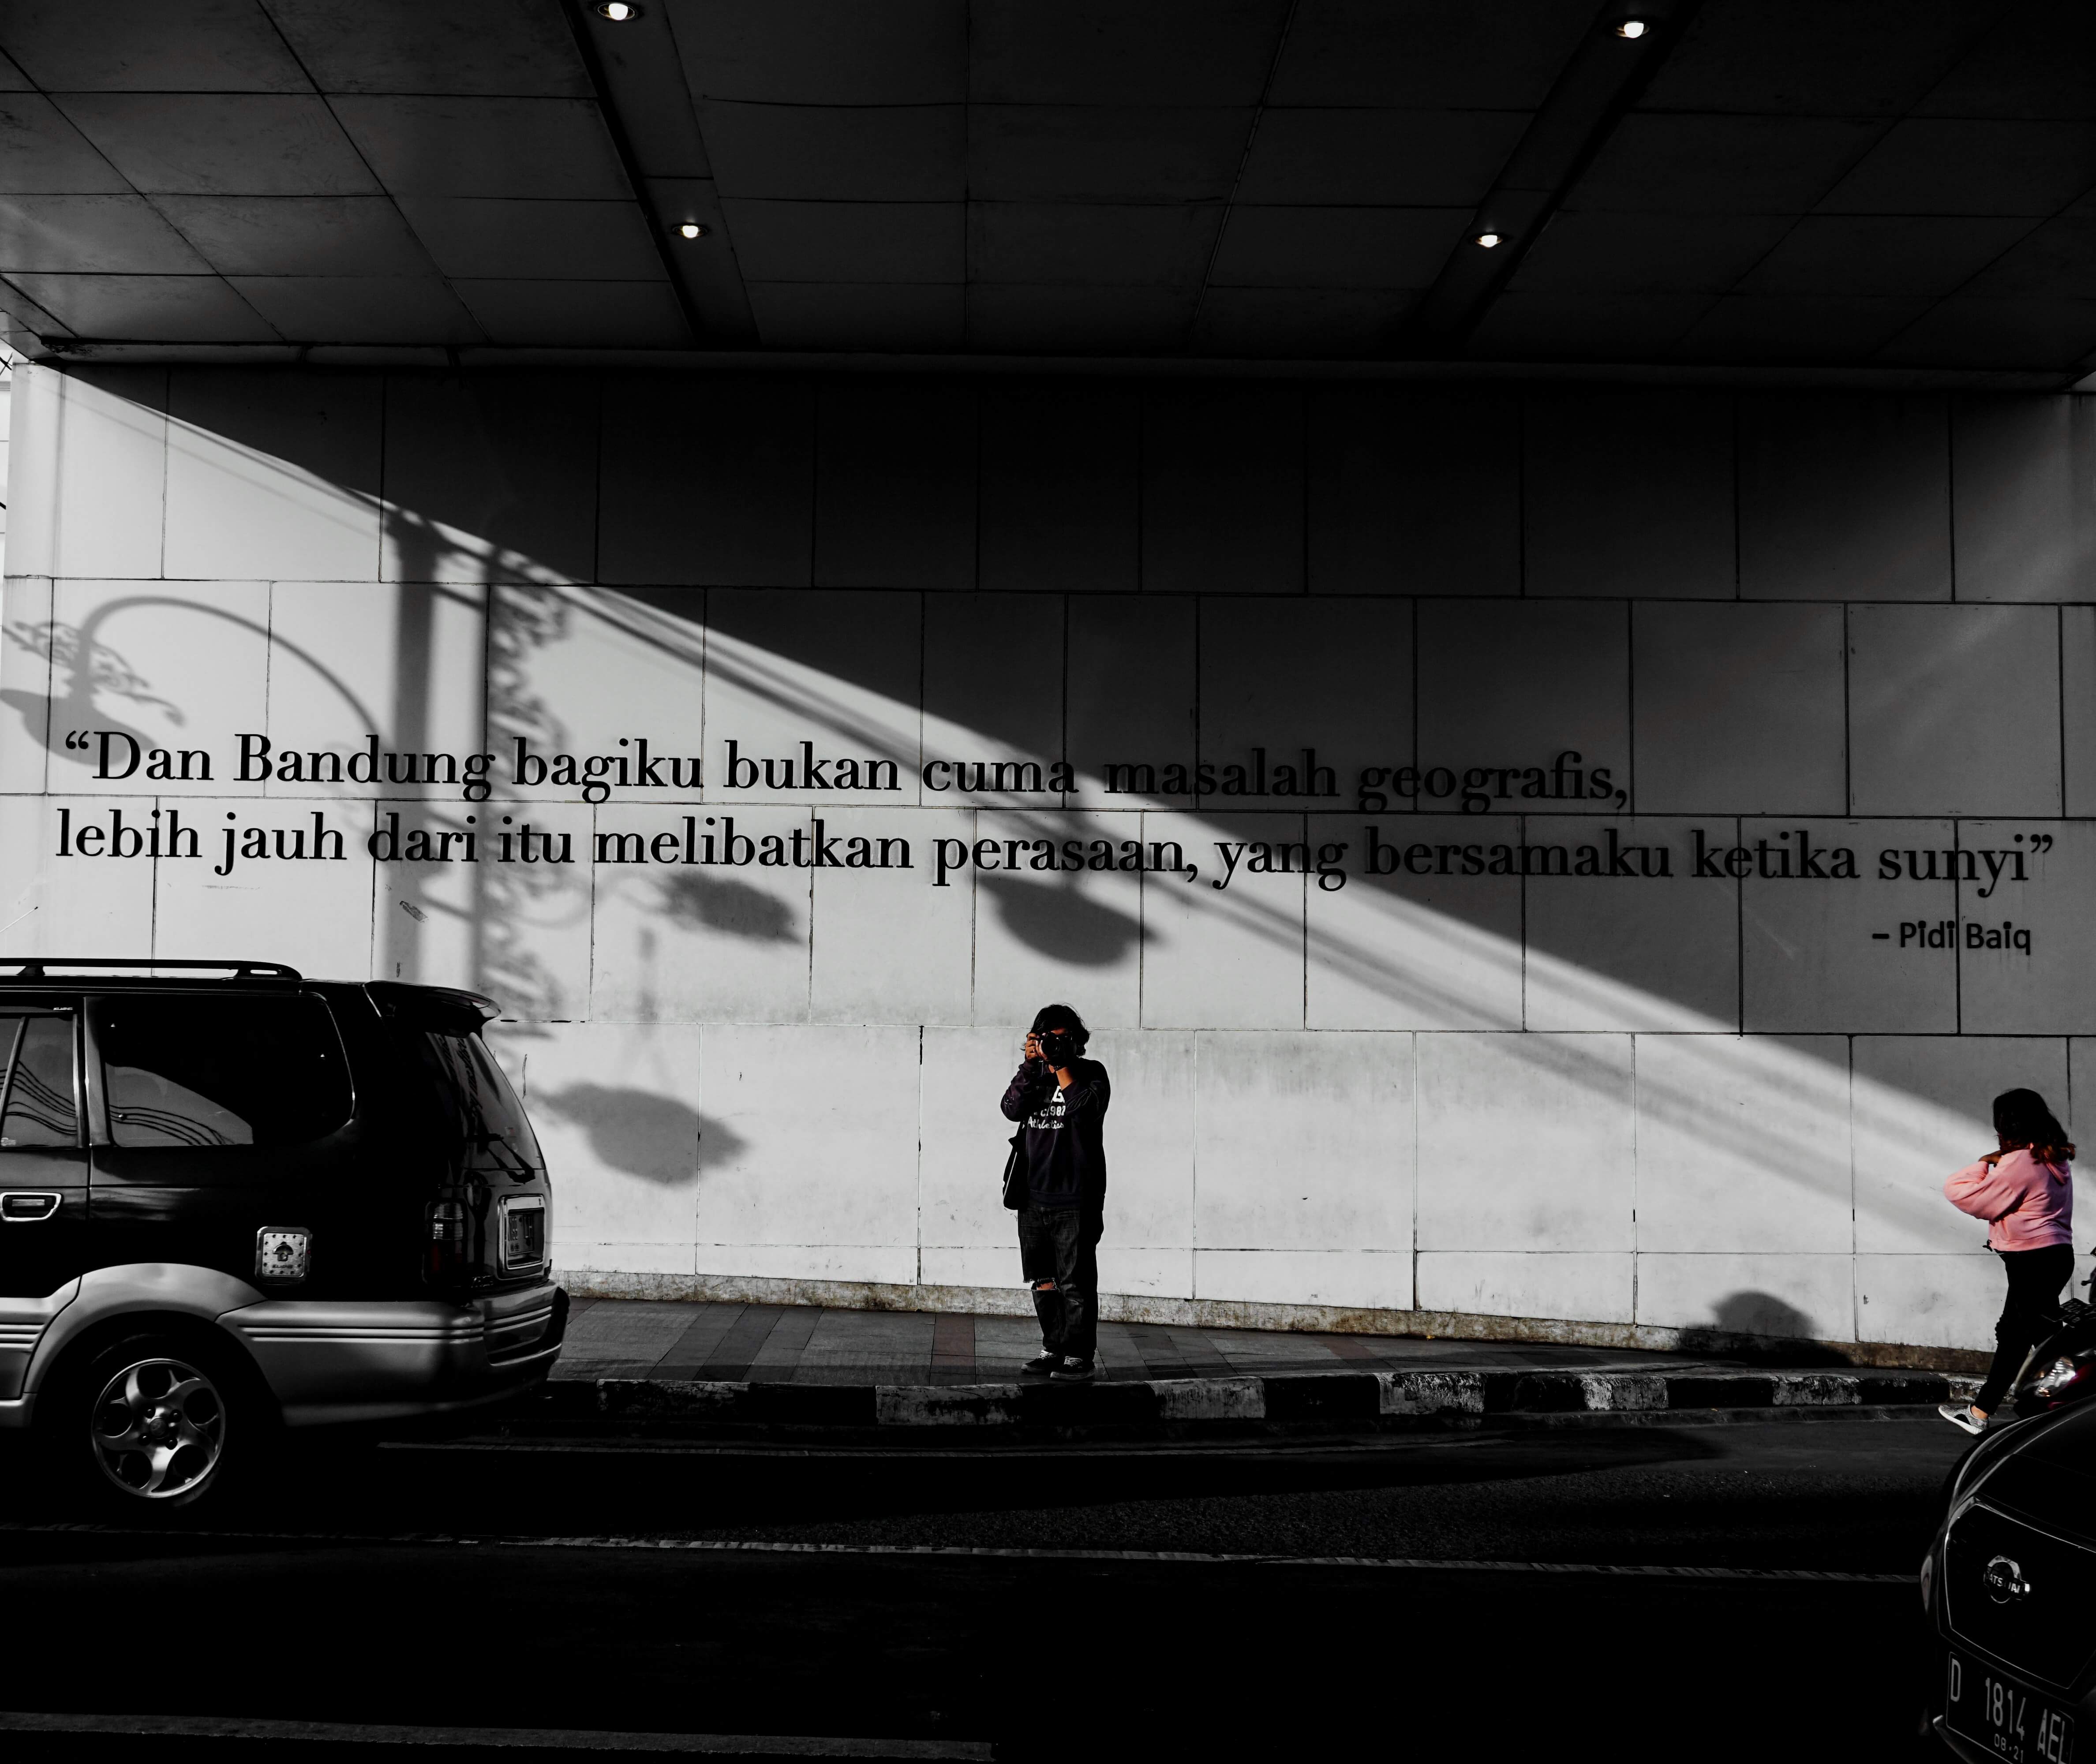 “Dan Bandung bagiku bukan cuma masalah geografis,
lebih jauh dari itu melibatkan perasaan, yang bersamaku ketika sunyi”
– Pidi Baiq
D 1814 AEL